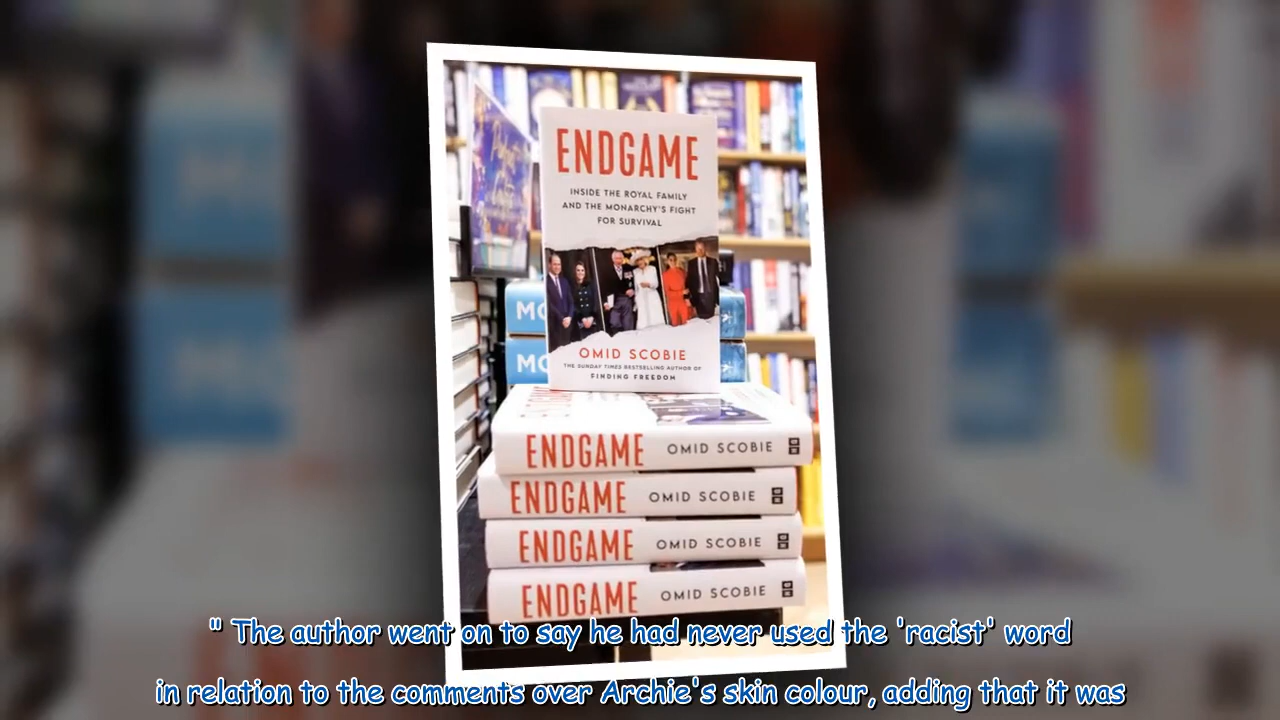 ENDGAME
INSIDE THE ROYAL FAMILY
AND THE MONARCHY'S FIGHT
FOR SURVIVAL
MO
MO
OMID SCOBIE
THE SUNDAY TIMES BESTSELLING AUTHOR OF
FINDING FREEDOM
ENDGAME OMID SCOBIE
ENDGAME OMID SCOBIE
ENDGAME OMID SCOBIE
ENDGAME OMID SCOBIE
" The author went on to say he had never used the 'racist' word
in relation to the comments over Archie's skin colour, adding that it was